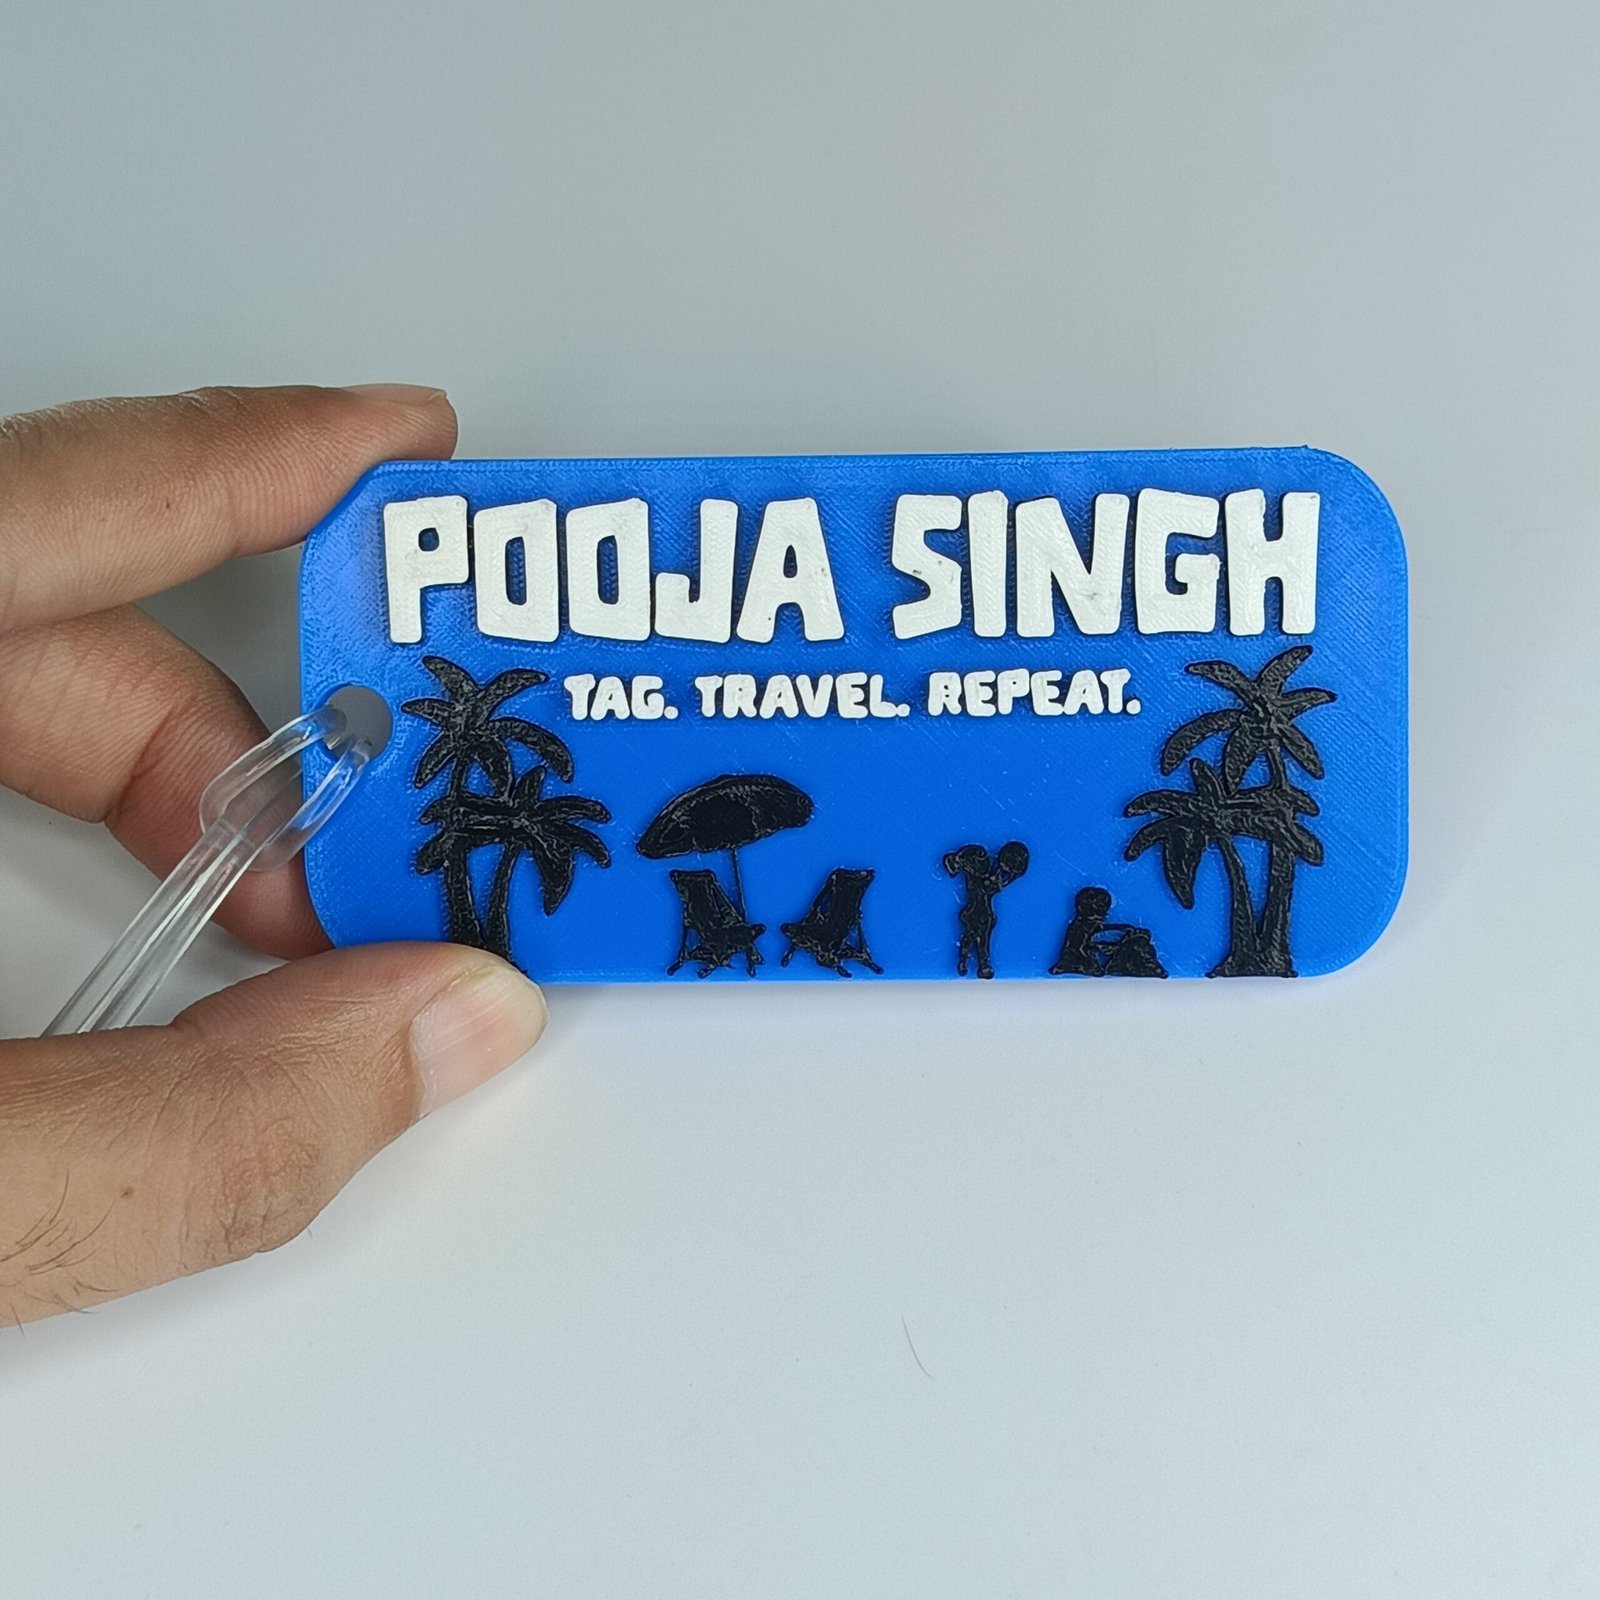 POOJA SINGH
TAG. TRAVEL. REPEAT.